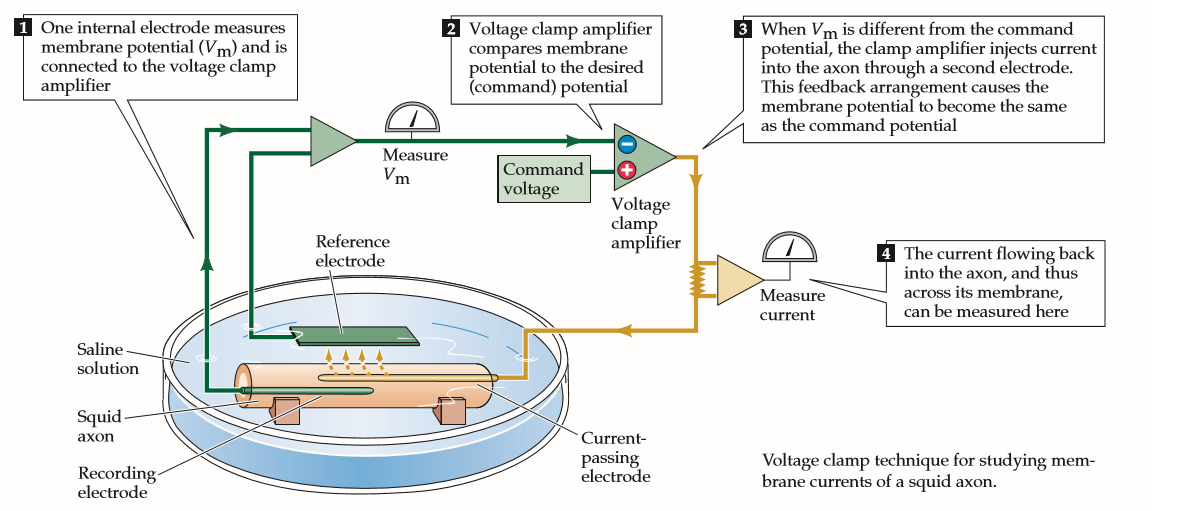 1 One internal electrode measures
membrane potential (Vm) and is
connected to the voltage clamp
amplifier
2 Voltage clamp amplifier
compares membrane
potential to the desired
(command) potential
3 When Vm is different from the command
potential, the clamp amplifier injects current
into the axon through a second electrode.
This feedback arrangement causes the
membrane potential to become the same
as the command potential
Measure
Vm
Command
voltage
−
+
Voltage
clamp
amplifier
Reference
electrode
4 The current flowing back
into the axon, and thus
across its membrane,
can be measured here
Measure
current
Saline
solution
Squid
axon
Recording
electrode
Current-
passing
electrode
Voltage clamp technique for studying mem-
brane currents of a squid axon.